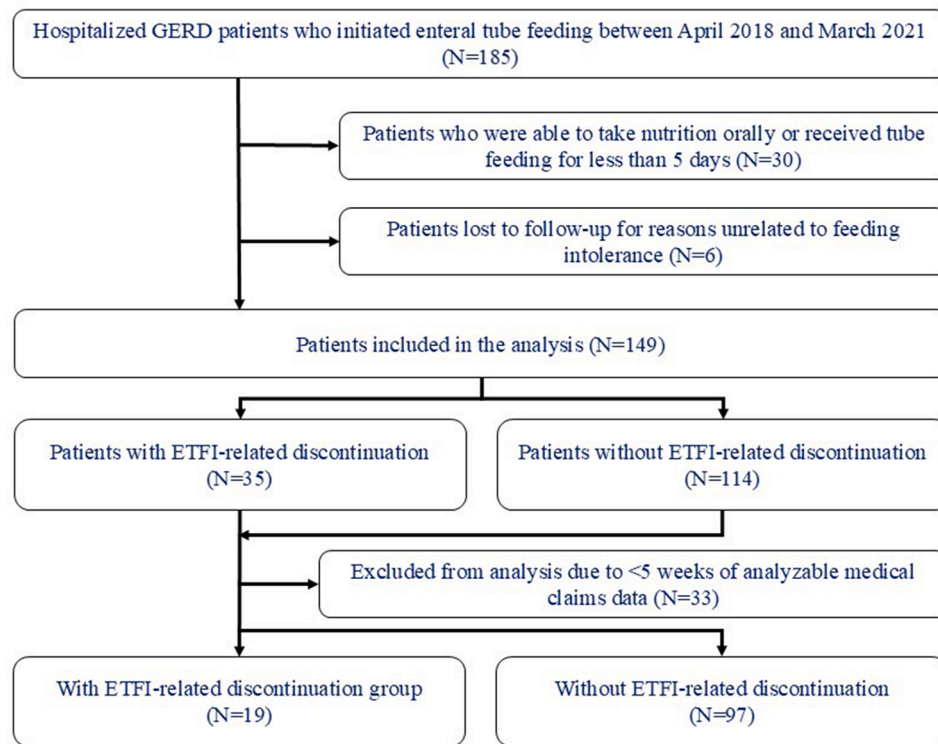 Hospitalized GERD patients who initiated enteral tube feeding between April 2018 and March 2021
(N=185)
Patients who were able to take nutrition orally or received tube
feeding for less than 5 days (N=30)
Patients lost to follow-up for reasons unrelated to feeding
intolerance (N=6)
Patients included in the analysis (N=149)
Patients with ETFI-related discontinuation
(N=35)
Patients without ETFI-related discontinuation
(N=114)
Excluded from analysis due to <5 weeks of analyzable medical
claims data (N=33)
With ETFI-related discontinuation group
(N=19)
Without ETFI-related discontinuation
(N=97)